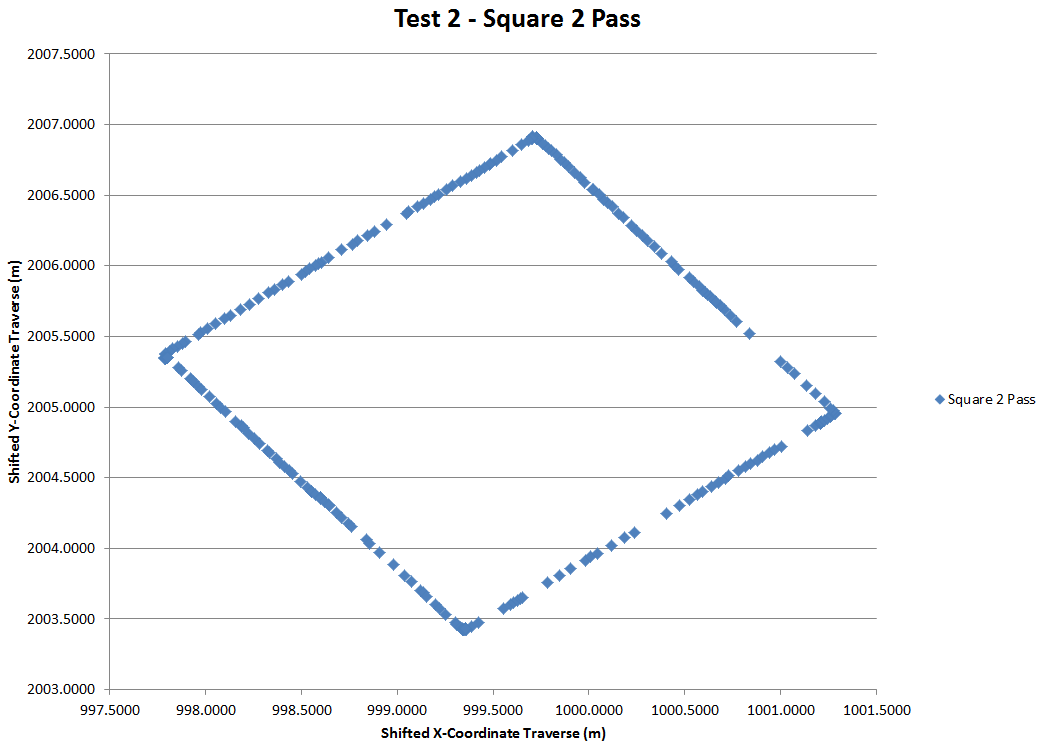 Test 2 - Square 2 Pass
2007.5000
2007.0000
2006.5000
2006.0000
2005.5000
2005.0000
2004.5000
2004.0000
2003.5000
2003.0000
Shifted Y-Coordinate Traverse (m)
Square 2 Pass
997.5000 998.0000 998.5000 999.0000 999.5000 1000.0000 1000.5000 1001.0000 1001.5000
Shifted X-Coordinate Traverse (m)